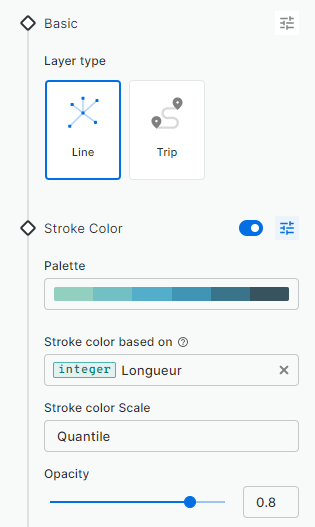 Basic
Layer type
Line Trip
Stroke Color
Palette
Stroke color based on
integer Longueur
Stroke color Scale
Quantile
Opacity
0.8